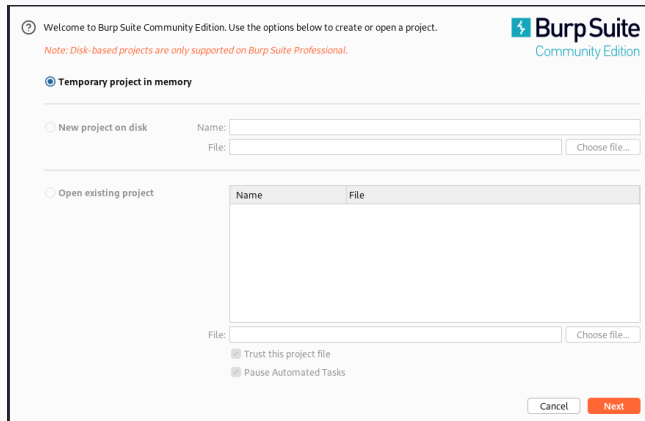 Welcome to Burp Suite Community Edition. Use the options below to create or open a project.
Note: Disk-based projects are only supported on Burp Suite Professional.
Burp Suite
Community Edition
Temporary project in memory
New project on disk
Name:
File:
Choose file...
Open existing project
Name File
File:
Choose file...
Trust this project file
Pause Automated Tasks
Cancel Next